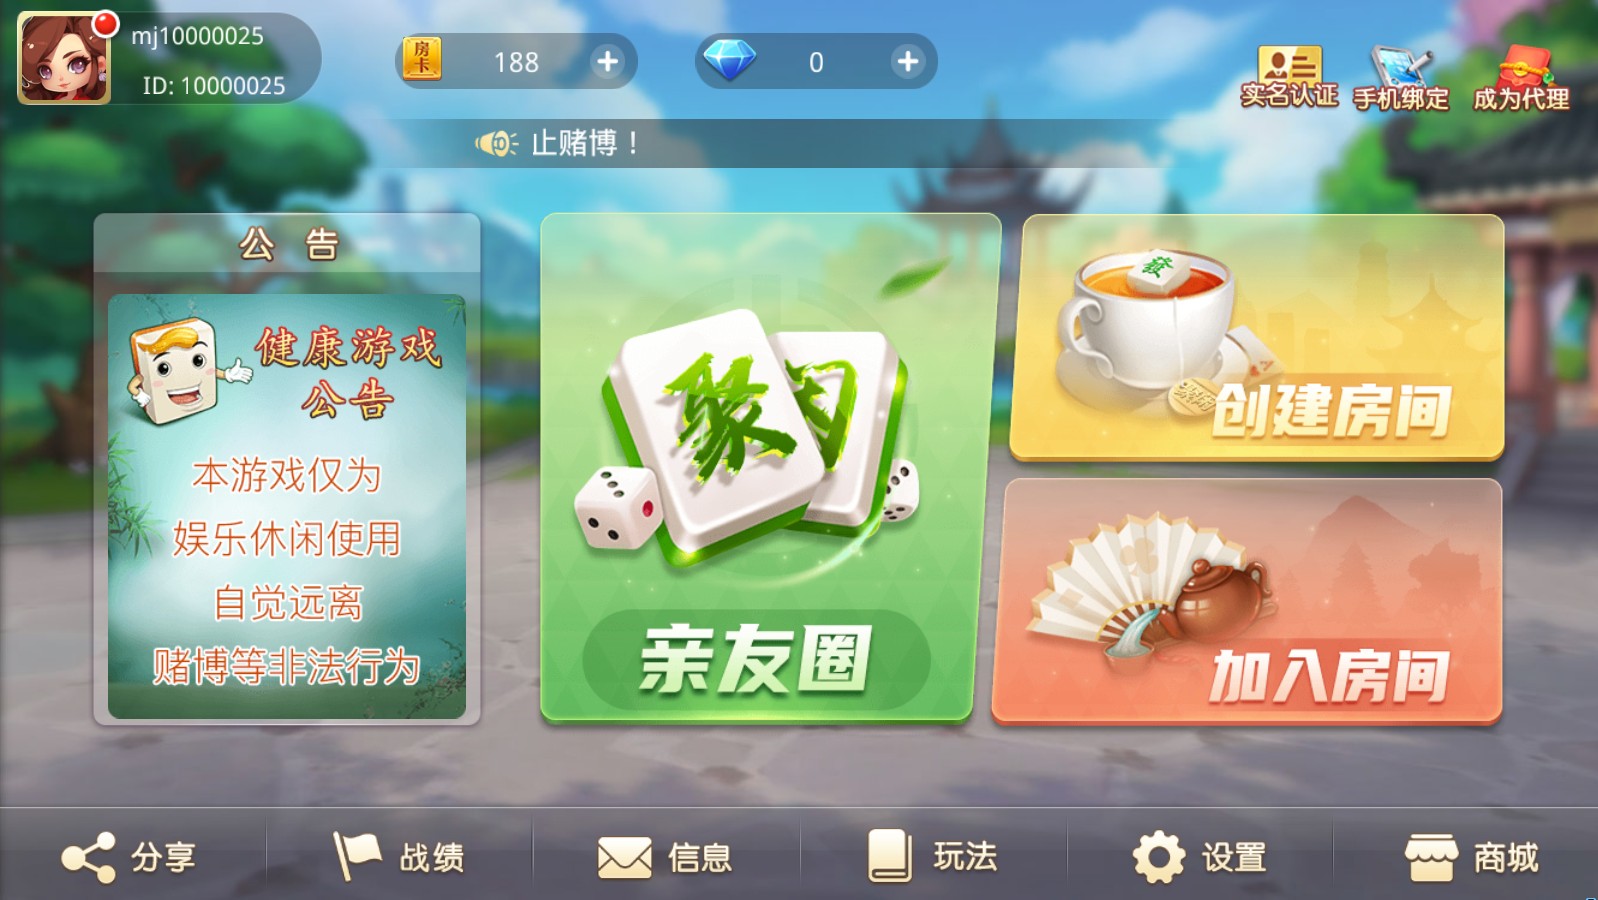 mj10000025
ID: 10000025
房卡
188
0
实名认证
手机绑定
成为代理
止赌博！
公 告
健康游戏
公告
本游戏仅为
娱乐休闲使用
自觉远离
赌博等非法行为
亲友圈
發
创建房间
加入房间
分享
战绩
信息
玩法
设置
商城